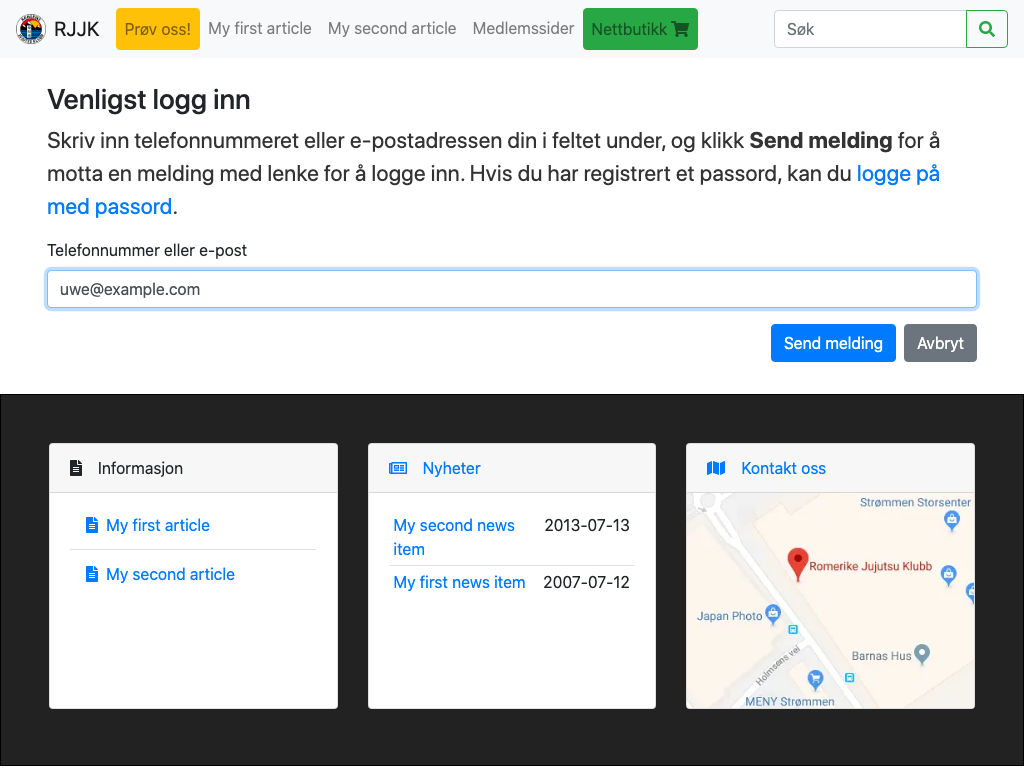 RJJK
Prøv oss!
My first article
My second article
Medlemssider
Nettbutikk
Søk
Venligst logg inn
Skriv inn telefonnummeret eller e-postadressen din i feltet under, og klikk Send melding for å
motta en melding med lenke for å logge inn. Hvis du har registrert et passord, kan du logge på
med passord.
Telefonnummer eller e-post
uwe@example.com
Send melding
Avbryt
Informasjon
My first article
My second article
Nyheter
My second news 2013-07-13
item
My first news item 2007-07-12
Kontakt oss
Strømmen Storsenter
Romerike Jujutsu Klubb
Japan Photo
Barnas Hus
Holmsens vei
MENY Strømmen